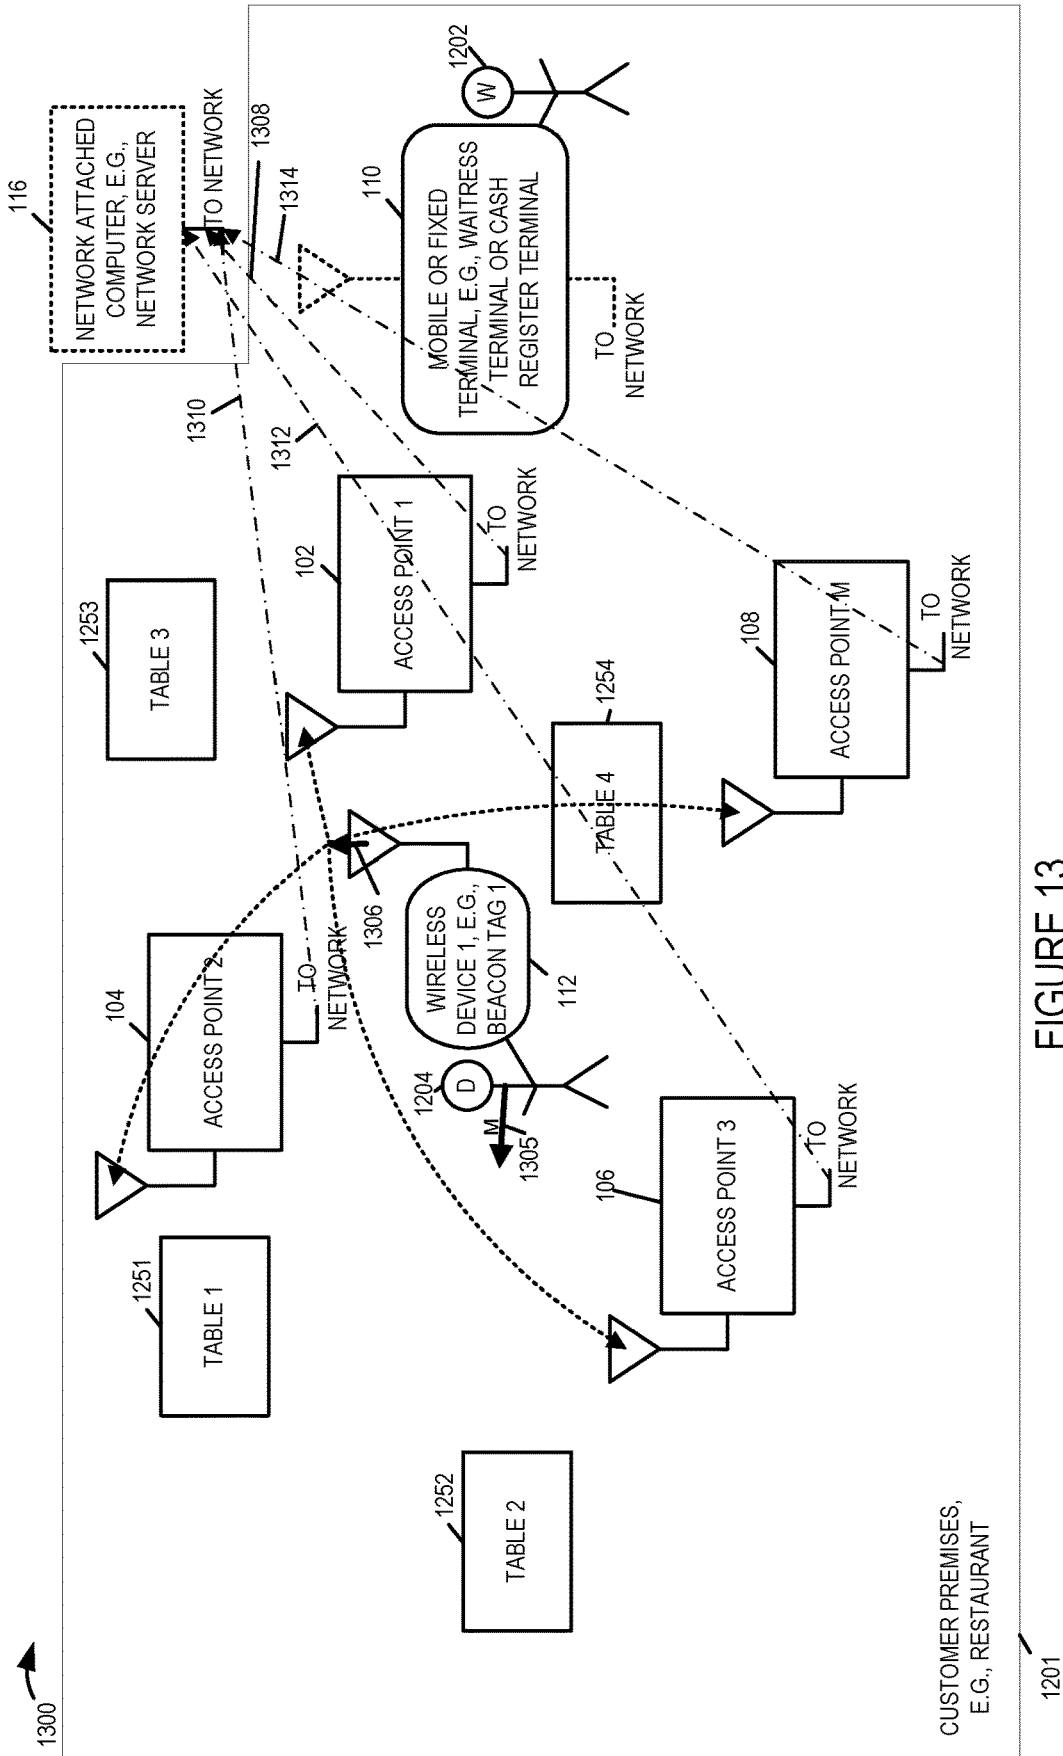 1300
116
NETWORK ATTACHED
COMPUTER, E.G.,
NETWORK SERVER
TO NETWORK
1308
1314
1310
1312
1253
TABLE 3
104
ACCESS POINT 2
TO
NETWORK
1251
TABLE 1
102
ACCESS POINT 1
TO
NETWORK
110
MOBILE OR FIXED
TERMINAL, E.G., WAITRESS
TERMINAL OR CASH
REGISTER TERMINAL
TO
NETWORK
1202
W
1306
WIRELESS
DEVICE 1, E.G.,
BEACON TAG 1
112
1204
D
M
1305
1252
TABLE 2
1254
TABLE 4
106
ACCESS POINT 3
TO
NETWORK
108
ACCESS POINT M
TO
NETWORK
CUSTOMER PREMISES,
E.G., RESTAURANT
1201
FIGURE 13